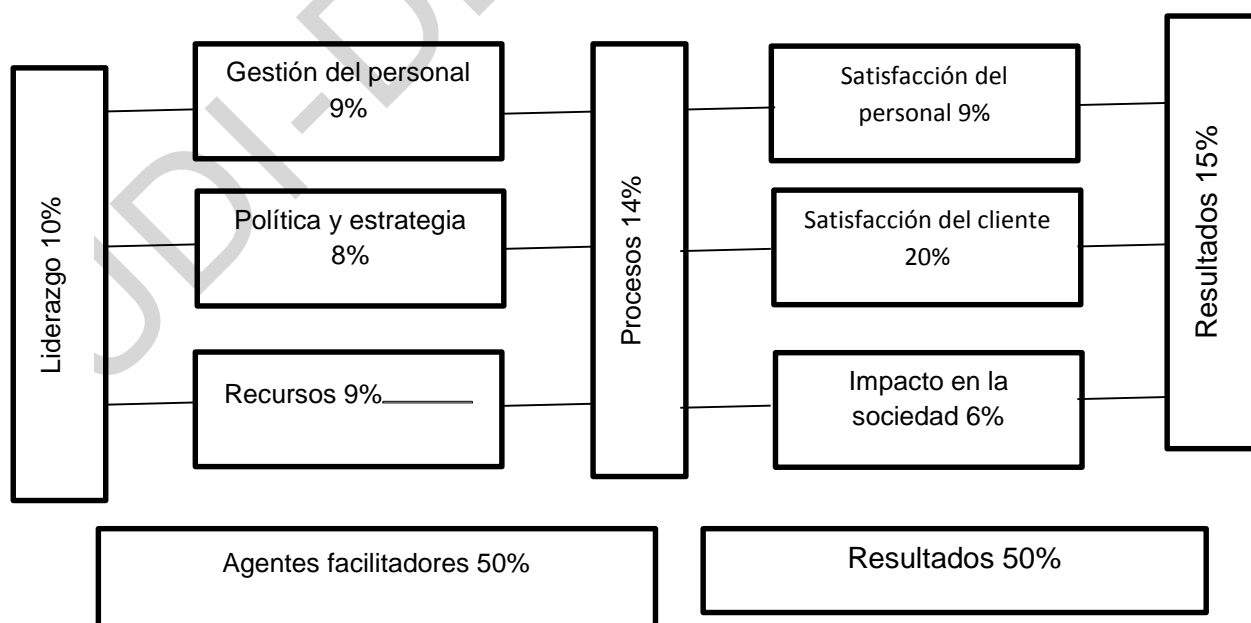 Liderazgo 10%
Gestión del personal
9%
Política y estrategia
8%
Recursos 9%
Procesos 14%
Satisfacción del
personal 9%
Satisfacción del cliente
20%
Impacto en la
sociedad 6%
Resultados 15%
Agentes facilitadores 50%
Resultados 50%